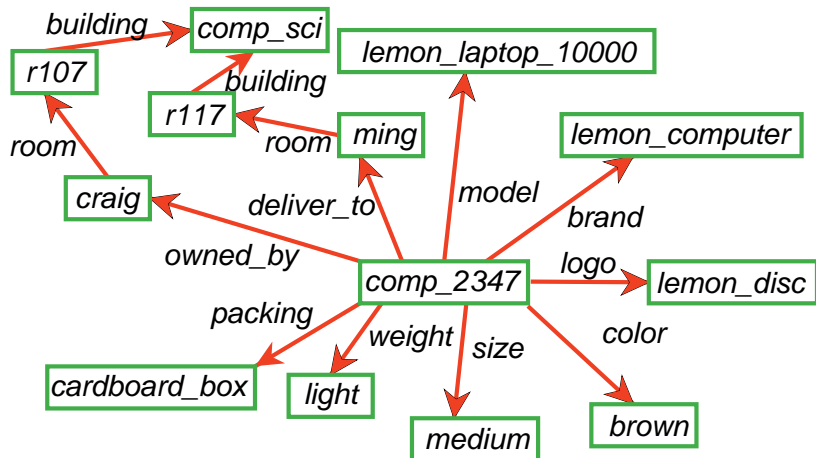 building
comp_sci
lemon_laptop_10000
r107
building
r117
ming
lemon_computer
room
room
craig
deliver_to
model
brand
owned_by
comp_2347
logo
lemon_disc
packing
weight
size
color
cardboard_box
light
medium
brown